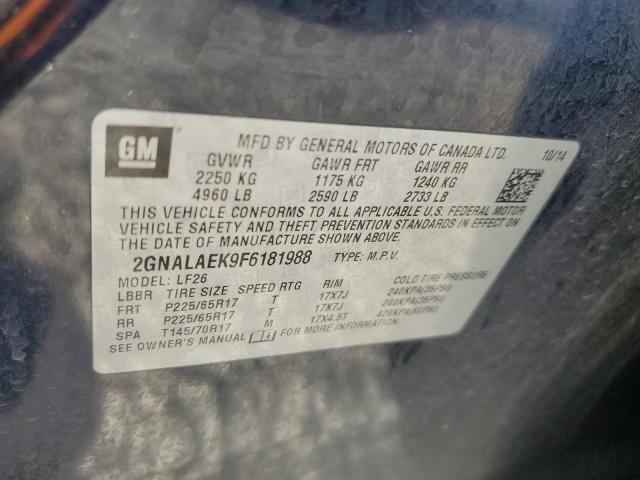 GM
MFD BY GENERAL MOTORS OF CANADA LTD. 10/14
GVWR GAWR FRT GAWR RR
2250 KG 1175 KG 1240 KG
4960 LB 2590 LB 2733 LB
THIS VEHICLE CONFORMS TO ALL APPLICABLE U.S. FEDERAL MOTOR
VEHICLE SAFETY AND THEFT PREVENTION STANDARDS IN EFFECT ON
THE DATE OF MANUFACTURE SHOWN ABOVE.
2GNALAEK9F6181988 TYPE: M.P.V.
MODEL: LF26
LBBR TIRE SIZE SPEED RTG RIM COLD TIRE PRESSURE
FRT P225/65R17 T 17X7J 240KPA(35PSI)
RR P225/65R17 T 17X7J 240KPA(35PSI)
SPA T145/70R17 M 17X4.5T 420KPA(60PSI)
SEE OWNER'S MANUAL FOR MORE INFORMATION